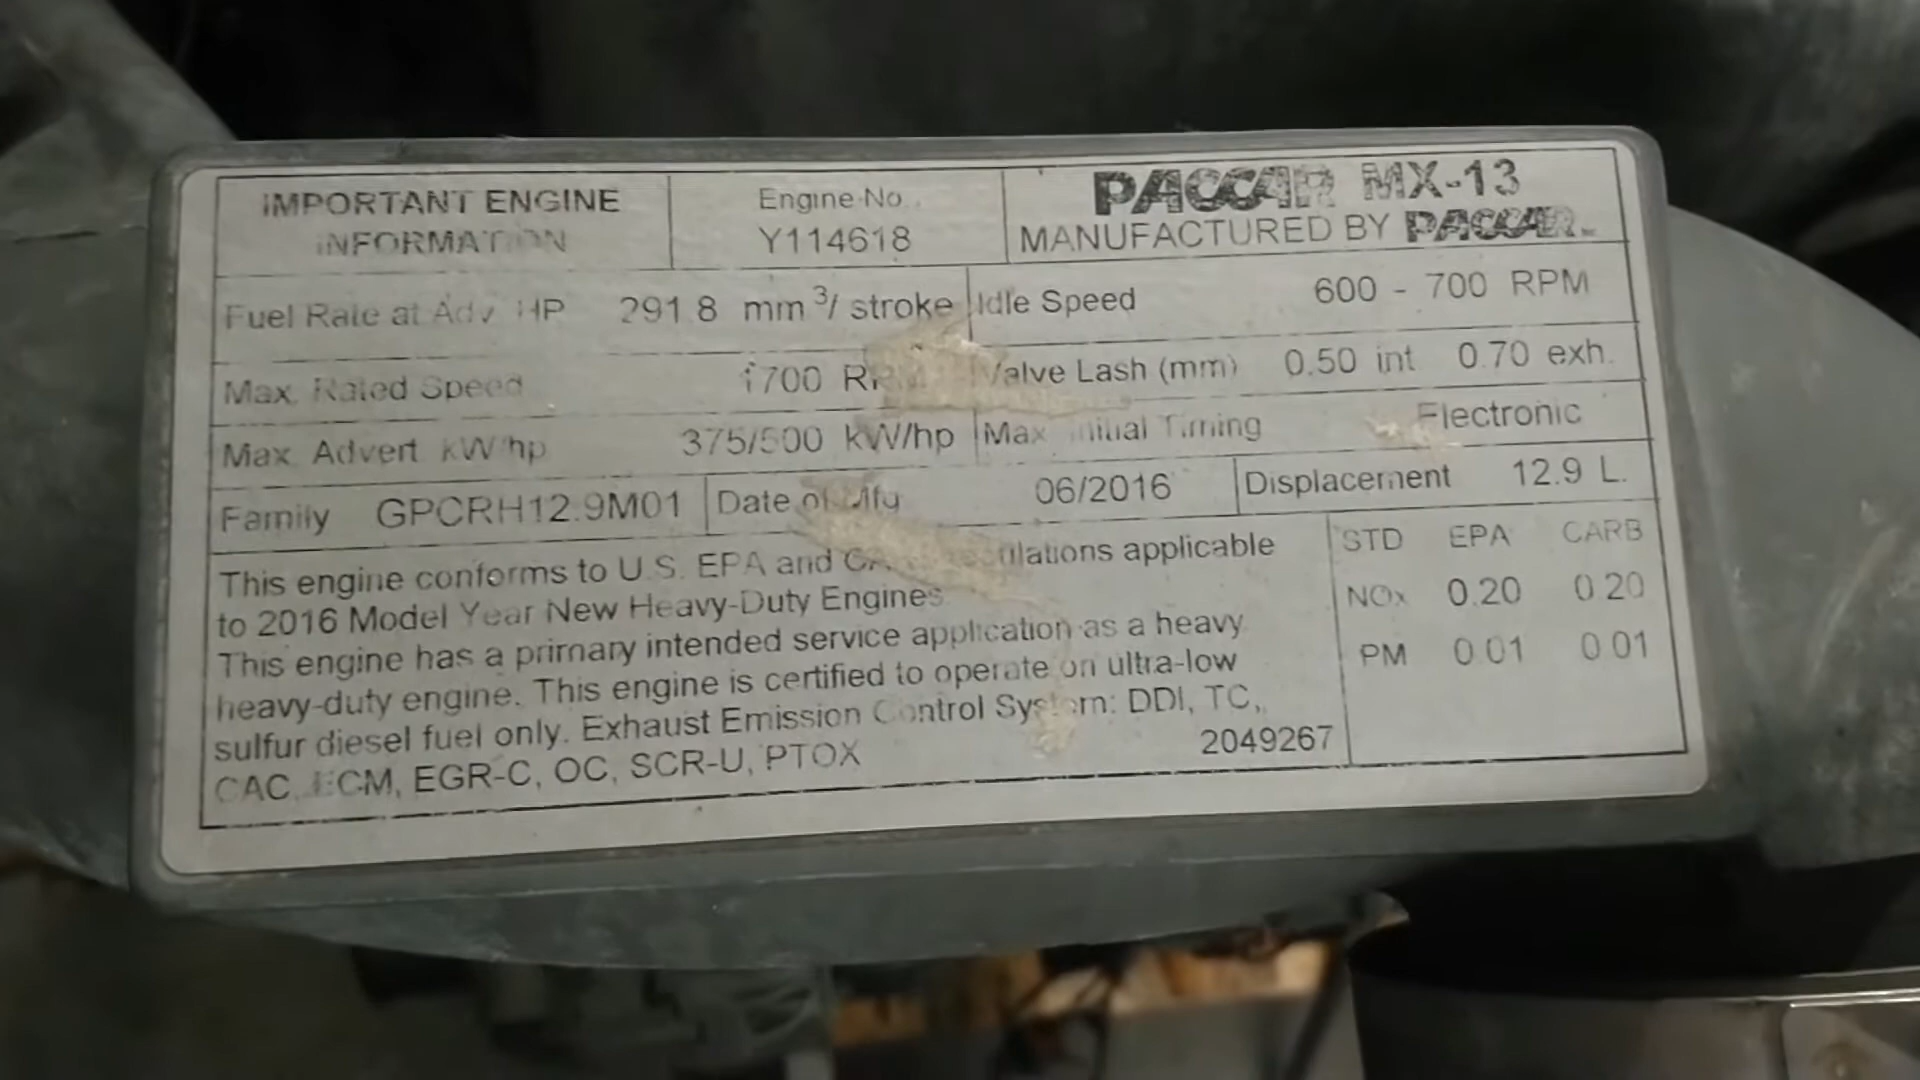 IMPORTANT ENGINE INFORMATION
Engine No.
Y114618
PACCAR MX-13
MANUFACTURED BY PACCAR
Fuel Rate at Adv HP 291.8 mm³/ stroke
Idle Speed 600 - 700 RPM
Max. Rated Speed 1700
Valve Lash (mm) 0.50 int 0.70 exh.
Max. Advert kW/hp 375/500 kW/hp
Max Initial Timing Electronic
Family GPCRH12.9M01
Date of Mfg 06/2016
Displacement 12.9 L.
This engine conforms to U.S. EPA and applicable
to 2016 Model Year New Heavy-Duty Engines
This engine has a primary intended service application as a heavy
heavy-duty engine. This engine is certified to operate on ultra-low
sulfur diesel fuel only. Exhaust Emission Control System: DDI, TC,
CAC, ECM, EGR-C, OC, SCR-U, PTOX
2049267
STD EPA CARB
NOx 0.20 0.20
PM 0.01 0.01